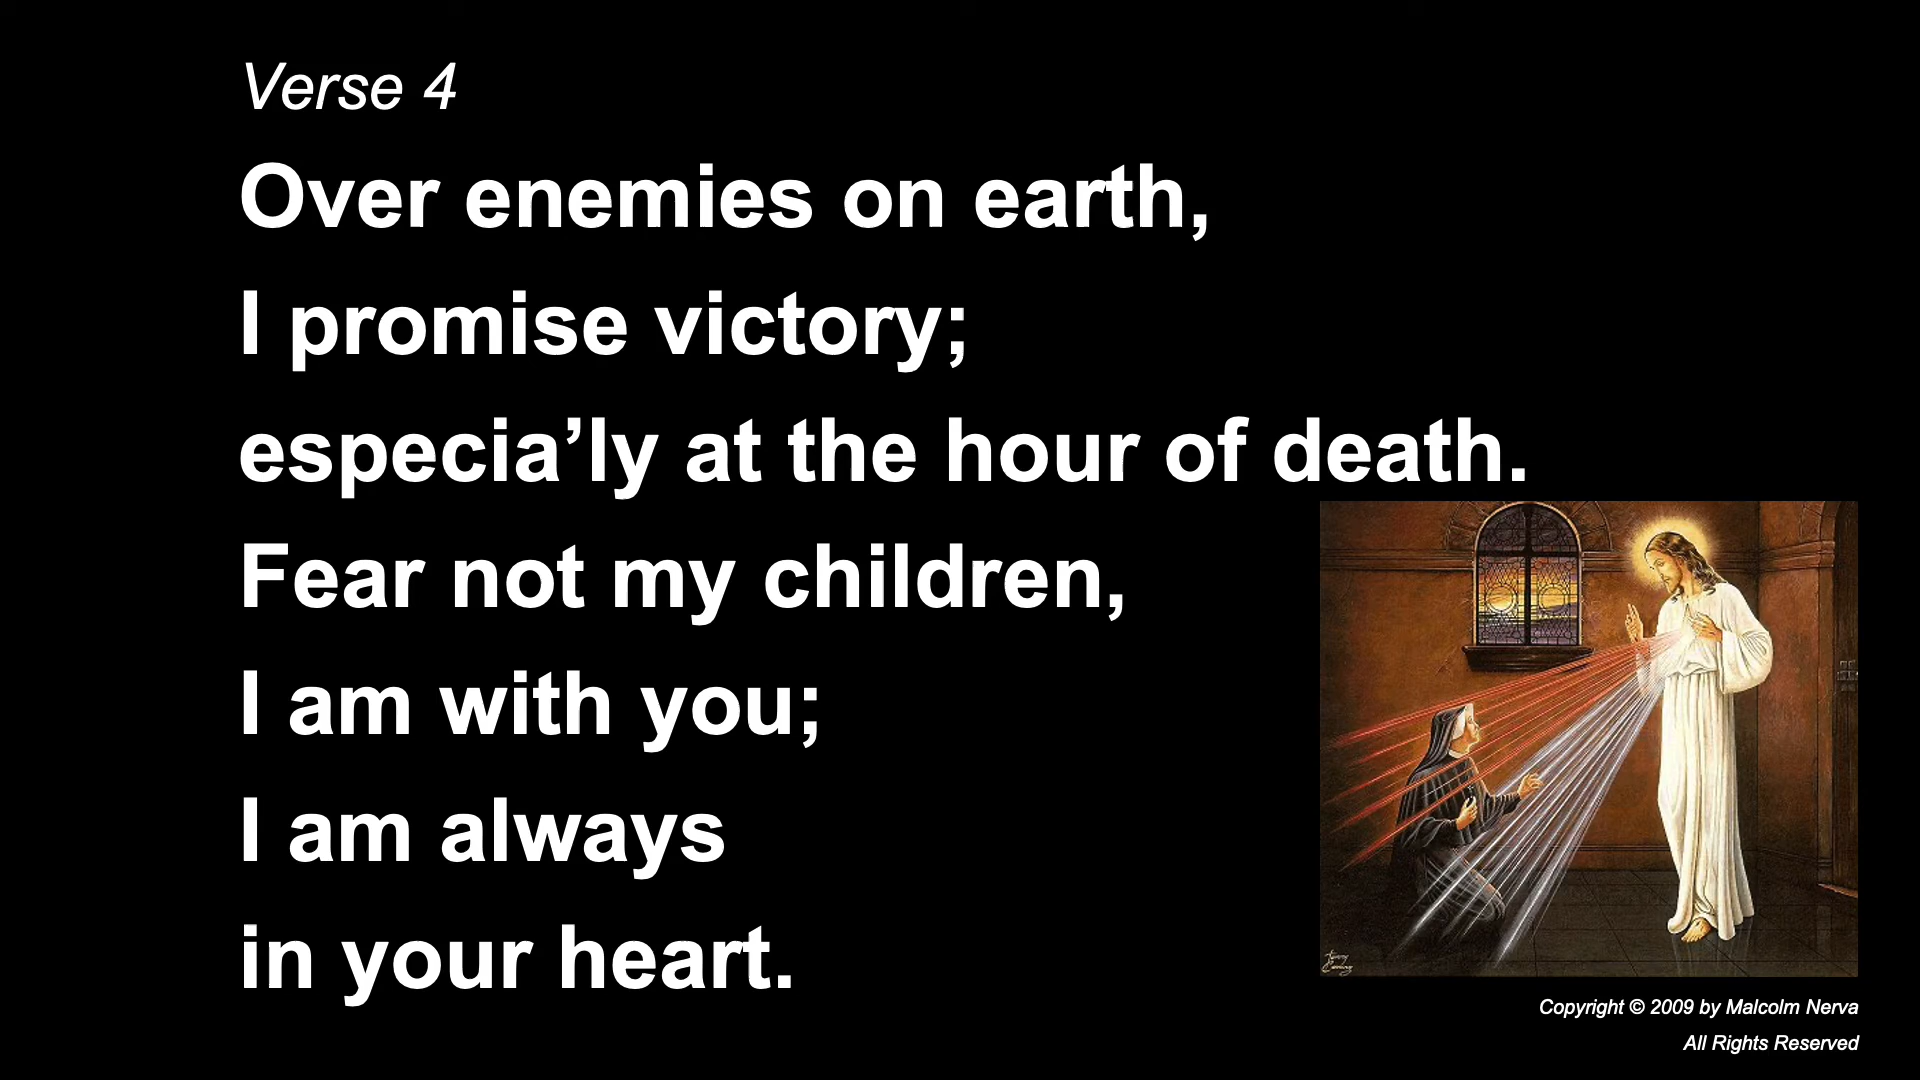 Verse 4
Over enemies on earth,
I promise victory;
especia’ly at the hour of death.
Fear not my children,
I am with you;
I am always
in your heart.
Copyright © 2009 by Malcolm Nerva
All Rights Reserved